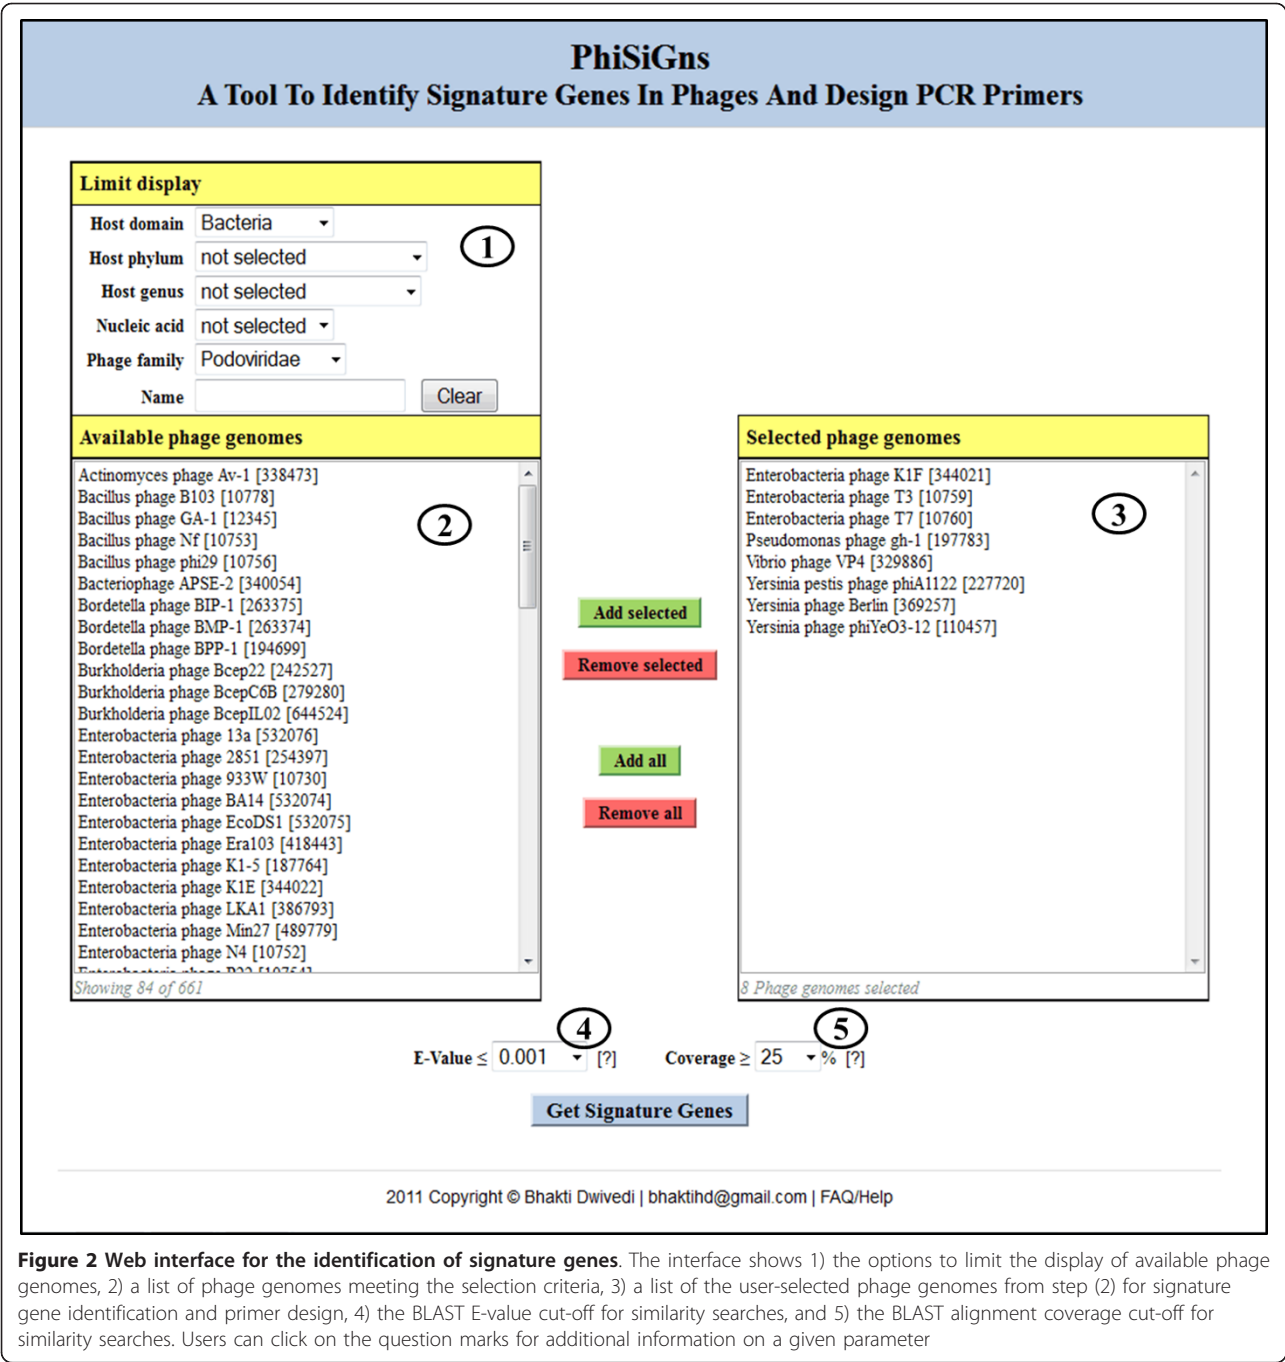 PhiSiGns
A Tool To Identify Signature Genes In Phages And Design PCR Primers
Limit display
Host domain Bacteria
1
Host phylum not selected
Host genus not selected
Nucleic acid not selected
Phage family Podoviridae
Name Clear
Available phage genomes
Actinomyces phage Av-1 [338473]
Bacillus phage B103 [10778]
Bacillus phage GA-1 [12345]
Bacillus phage Nf [10753]
Bacillus phage phi29 [10756]
Bacteriophage APSE-2 [340054]
Bordetella phage BIP-1 [263375]
Bordetella phage BMP-1 [263374]
Bordetella phage BPP-1 [194699]
Burkholderia phage Bcep22 [242527]
Burkholderia phage BcepC6B [279280]
Burkholderia phage BcepIL02 [644524]
Enterobacteria phage 13a [532076]
Enterobacteria phage 2851 [254397]
Enterobacteria phage 933W [10730]
Enterobacteria phage BA14 [532074]
Enterobacteria phage EcoDS1 [532075]
Enterobacteria phage Era103 [418443]
Enterobacteria phage K1-5 [187764]
Enterobacteria phage K1E [344022]
Enterobacteria phage LKA1 [386793]
Enterobacteria phage Min27 [489779]
Enterobacteria phage N4 [10752]
Enterobacteria phage P22 [10754]
2
Showing 84 of 661
Add selected
Remove selected
Add all
Remove all
Selected phage genomes
Enterobacteria phage K1F [344021]
Enterobacteria phage T3 [10759]
Enterobacteria phage T7 [10760]
Pseudomonas phage gh-1 [197783]
Vibrio phage VP4 [329886]
Yersinia pestis phage phiA1122 [227720]
Yersinia phage Berlin [369257]
Yersinia phage phiYeO3-12 [110457]
3
8 Phage genomes selected
4
5
E-Value ≤ 0.001 [?] Coverage ≥ 25 % [?]
Get Signature Genes
2011 Copyright © Bhakti Dwivedi | bhaktihd@gmail.com | FAQ/Help
Figure 2 Web interface for the identification of signature genes. The interface shows 1) the options to limit the display of available phage
genomes, 2) a list of phage genomes meeting the selection criteria, 3) a list of the user-selected phage genomes from step (2) for signature
gene identification and primer design, 4) the BLAST E-value cut-off for similarity searches, and 5) the BLAST alignment coverage cut-off for
similarity searches. Users can click on the question marks for additional information on a given parameter